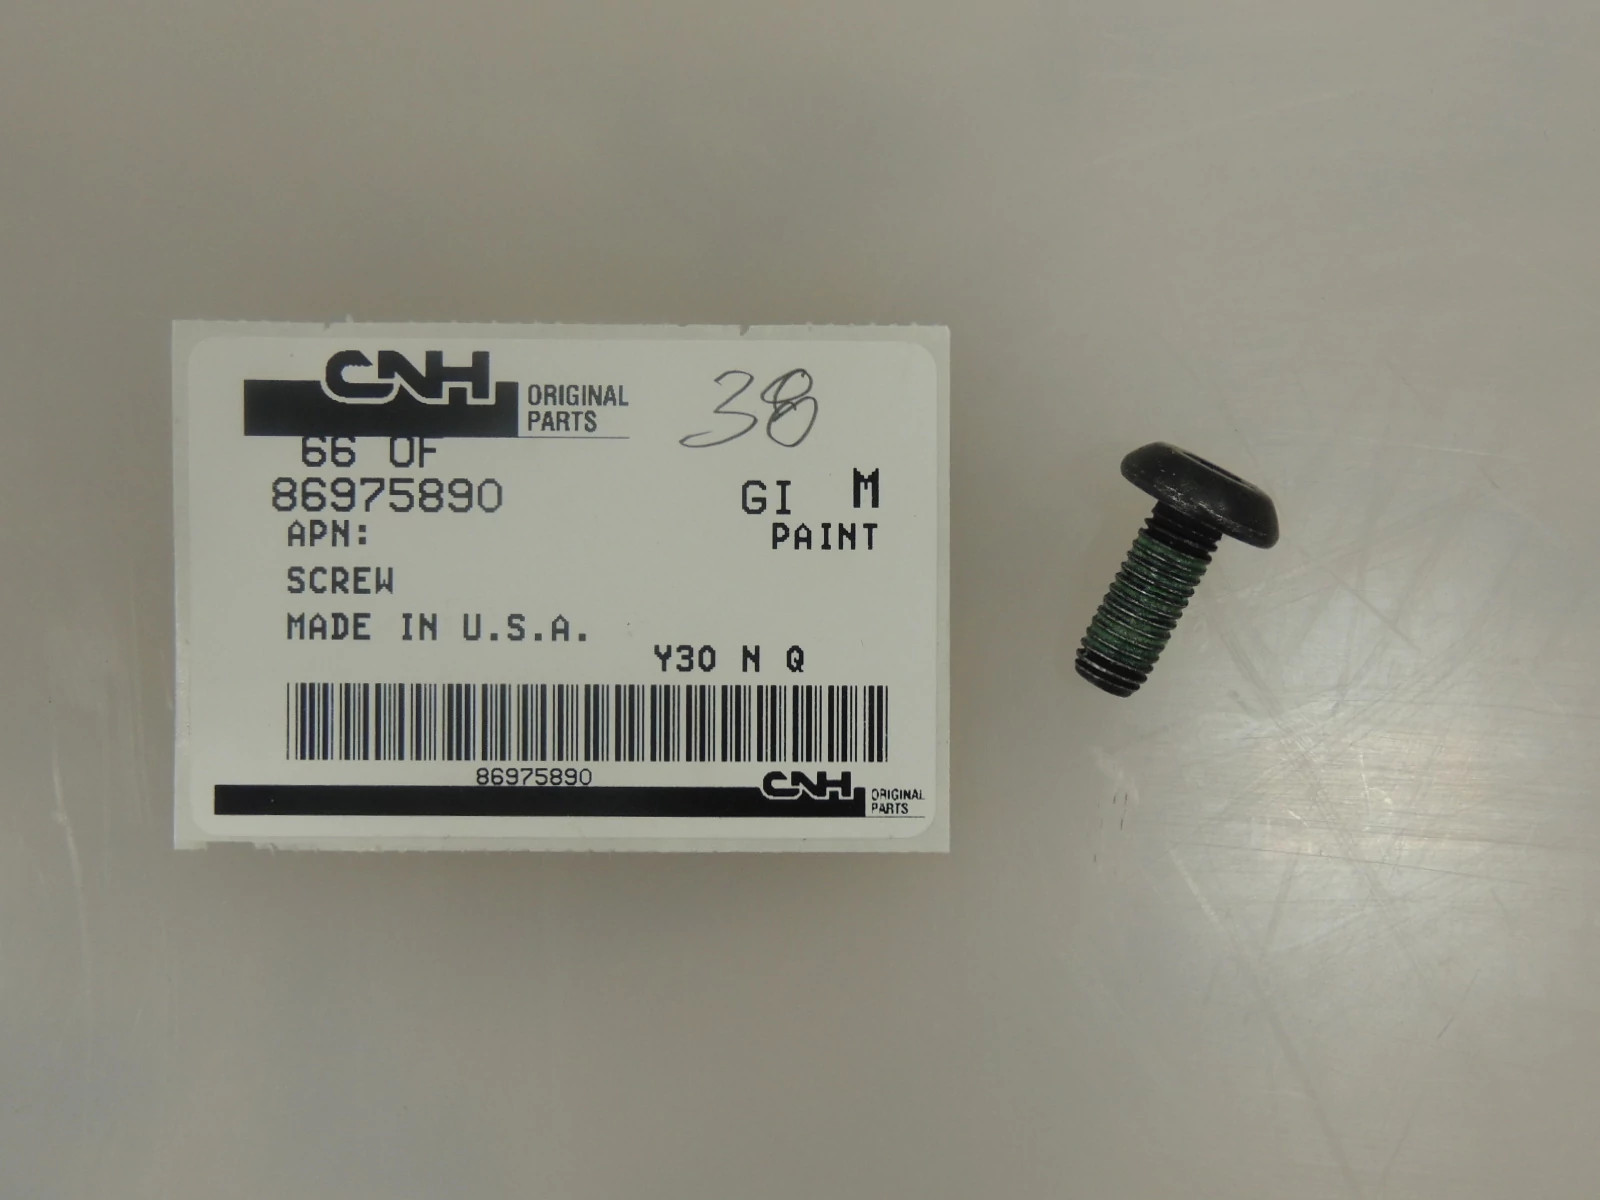 CNH ORIGINAL PARTS
38
66 OF
86975890 GI M
APN: PAINT
SCREW
MADE IN U.S.A.
Y30 N Q
86975890
CNH ORIGINAL PARTS